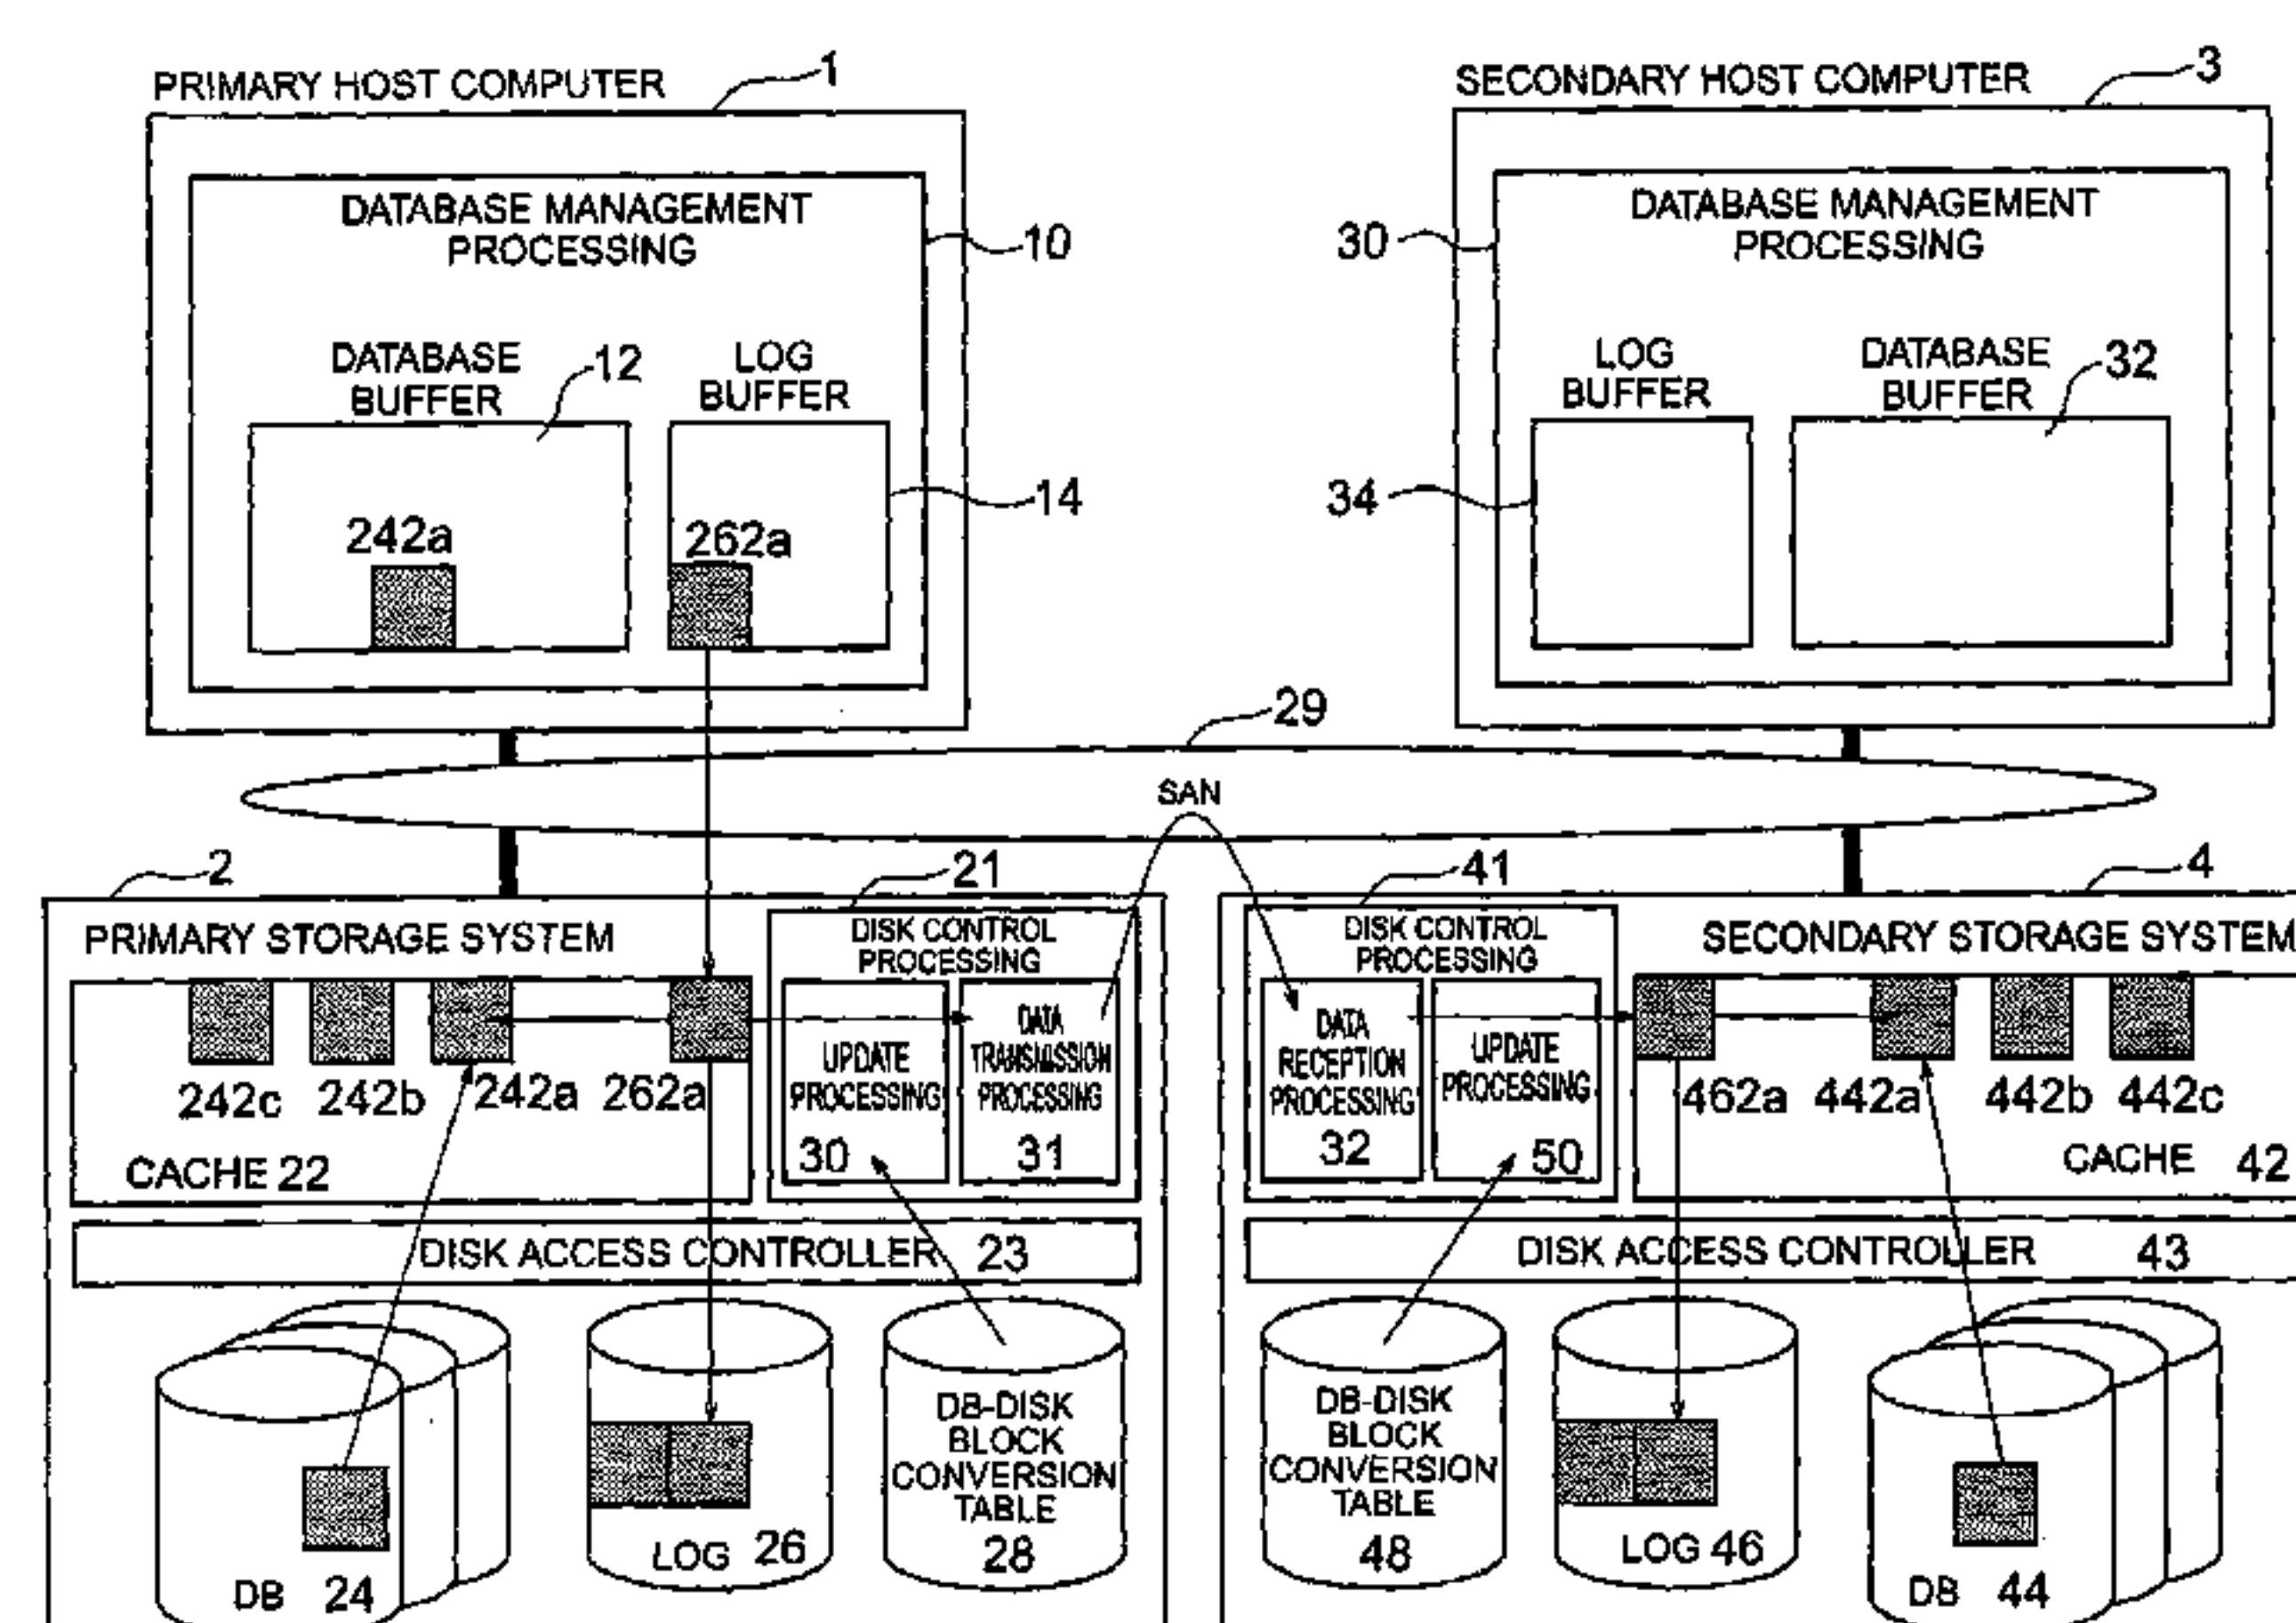 PRIMARY HOST COMPUTER
1
DATABASE MANAGEMENT
PROCESSING
10
DATABASE
BUFFER
12
LOG
BUFFER
14
242a
262a
SECONDARY HOST COMPUTER
3
DATABASE MANAGEMENT
PROCESSING
30
LOG
BUFFER
34
DATABASE
BUFFER
32
29
SAN
2
PRIMARY STORAGE SYSTEM
21
DISK CONTROL
PROCESSING
242c
242b
242a
262a
CACHE 22
UPDATE
PROCESSING
30
DATA
TRANSMISSION
PROCESSING
31
DISK ACCESS CONTROLLER 23
DB 24
LOG 26
DB-DISK
BLOCK
CONVERSION
TABLE
28
41
4
DISK CONTROL
PROCESSING
SECONDARY STORAGE SYSTEM
DATA
RECEPTION
PROCESSING
32
UPDATE
PROCESSING
50
462a
442a
442b
442c
CACHE 42
DISK ACCESS CONTROLLER 43
DB-DISK
BLOCK
CONVERSION
TABLE
48
LOG 46
DB 44